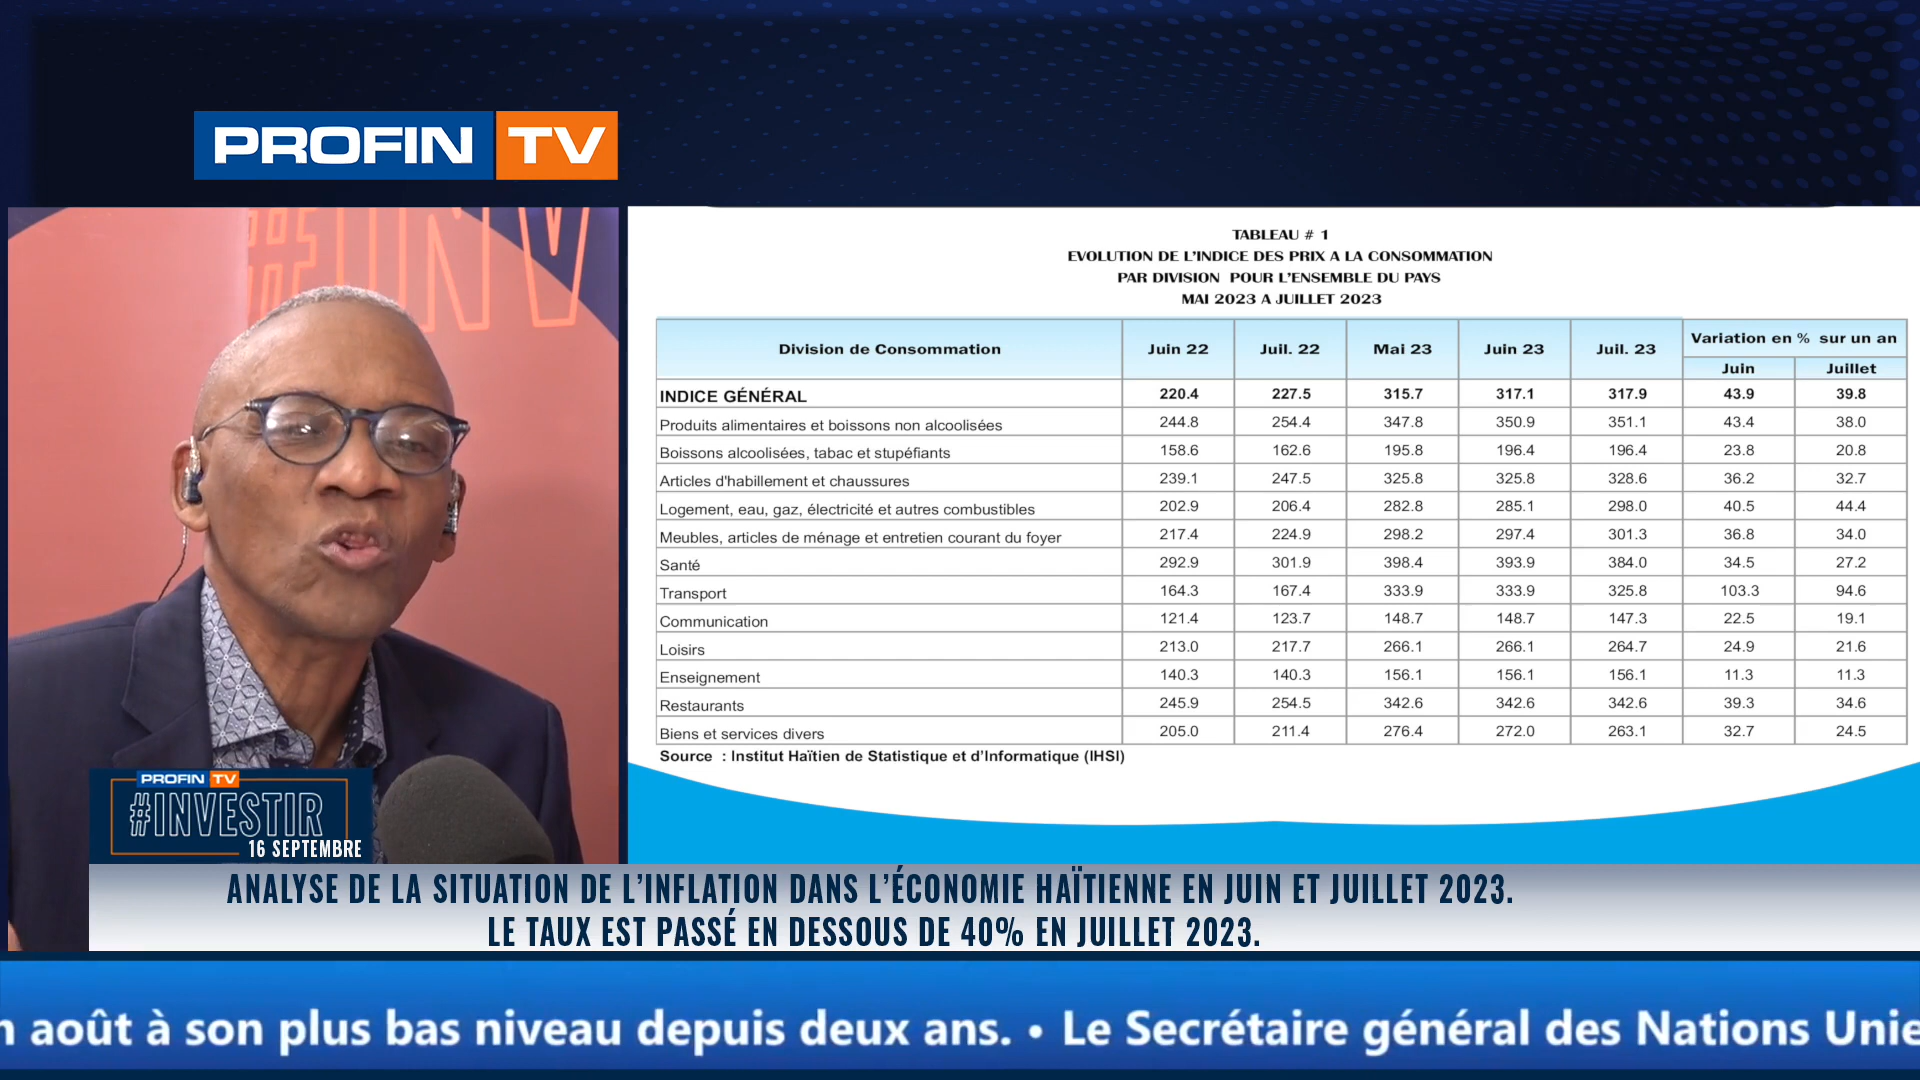 PROFIN TV
#INV
TABLEAU # 1
EVOLUTION DE L'INDICE DES PRIX A LA CONSOMMATION
PAR DIVISION POUR L'ENSEMBLE DU PAYS
MAI 2023 A JUILLET 2023
Division de Consommation Juin 22 Juil. 22 Mai 23 Juin 23 Juil. 23 Variation en % sur un an
Juin Juillet
INDICE GÉNÉRAL 220.4 227.5 315.7 317.1 317.9 43.9 39.8
Produits alimentaires et boissons non alcoolisées 244.8 254.4 347.8 350.9 351.1 43.4 38.0
Boissons alcoolisées, tabac et stupéfiants 158.6 162.6 195.8 196.4 196.4 23.8 20.8
Articles d'habillement et chaussures 239.1 247.5 325.8 325.8 328.6 36.2 32.7
Logement, eau, gaz, électricité et autres combustibles 202.9 206.4 282.8 285.1 298.0 40.5 44.4
Meubles, articles de ménage et entretien courant du foyer 217.4 224.9 298.2 297.4 301.3 36.8 34.0
Santé 292.9 301.9 398.4 393.9 384.0 34.5 27.2
Transport 164.3 167.4 333.9 333.9 325.8 103.3 94.6
Communication 121.4 123.7 148.7 148.7 147.3 22.5 19.1
Loisirs 213.0 217.7 266.1 266.1 264.7 24.9 21.6
Enseignement 140.3 140.3 156.1 156.1 156.1 11.3 11.3
Restaurants 245.9 254.5 342.6 342.6 342.6 39.3 34.6
Biens et services divers 205.0 211.4 276.4 272.0 263.1 32.7 24.5
Source : Institut Haïtien de Statistique et d'Informatique (IHSI)
PROFIN TV
#INVESTIR
16 SEPTEMBRE
ANALYSE DE LA SITUATION DE L'INFLATION DANS L'ÉCONOMIE HAÏTIENNE EN JUIN ET JUILLET 2023.
LE TAUX EST PASSÉ EN DESSOUS DE 40% EN JUILLET 2023.
n août à son plus bas niveau depuis deux ans. • Le Secrétaire général des Nations Unie